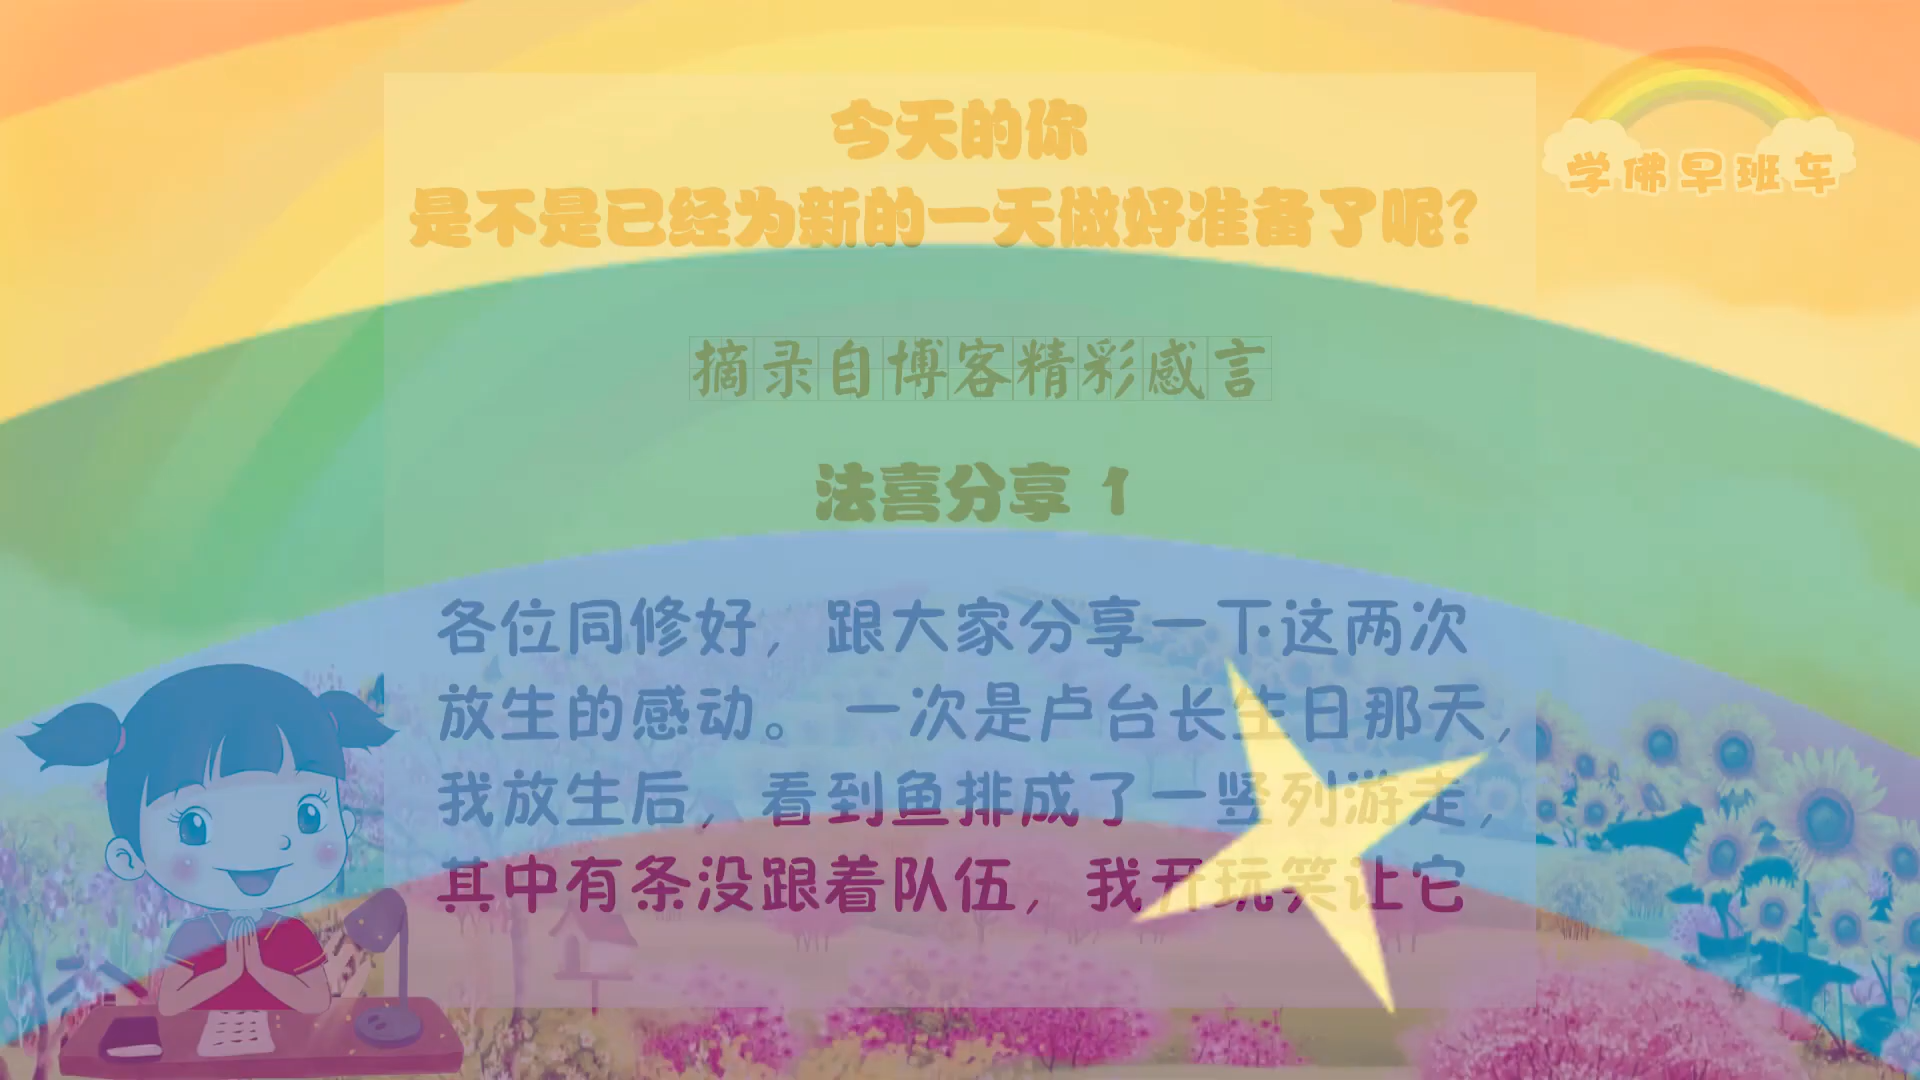 今天的你
是不是已经为新的一天做好准备了呢?
学佛早班车
摘录自博客精彩感言
法喜分享 1
各位同修好，跟大家分享一下这两次
放生的感动。一次是卢台长生日那天，
我放生后，看到鱼排成了一竖列游走，
其中有条没跟着队伍，我开玩笑让它